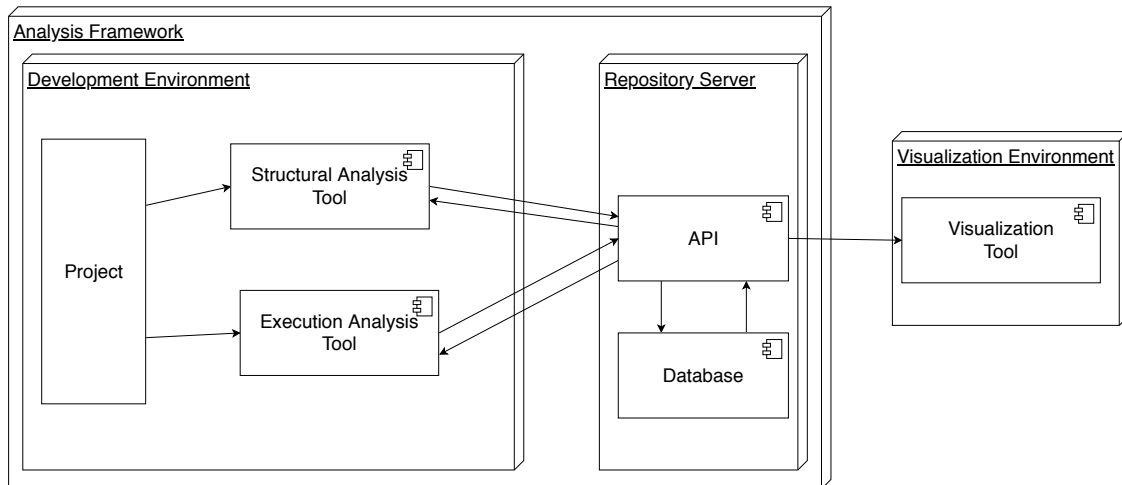 Analysis Framework
Development Environment
Repository Server
Visualization Environment
Structural Analysis
Tool
Project
Execution Analysis
Tool
API
Database
Visualization
Tool